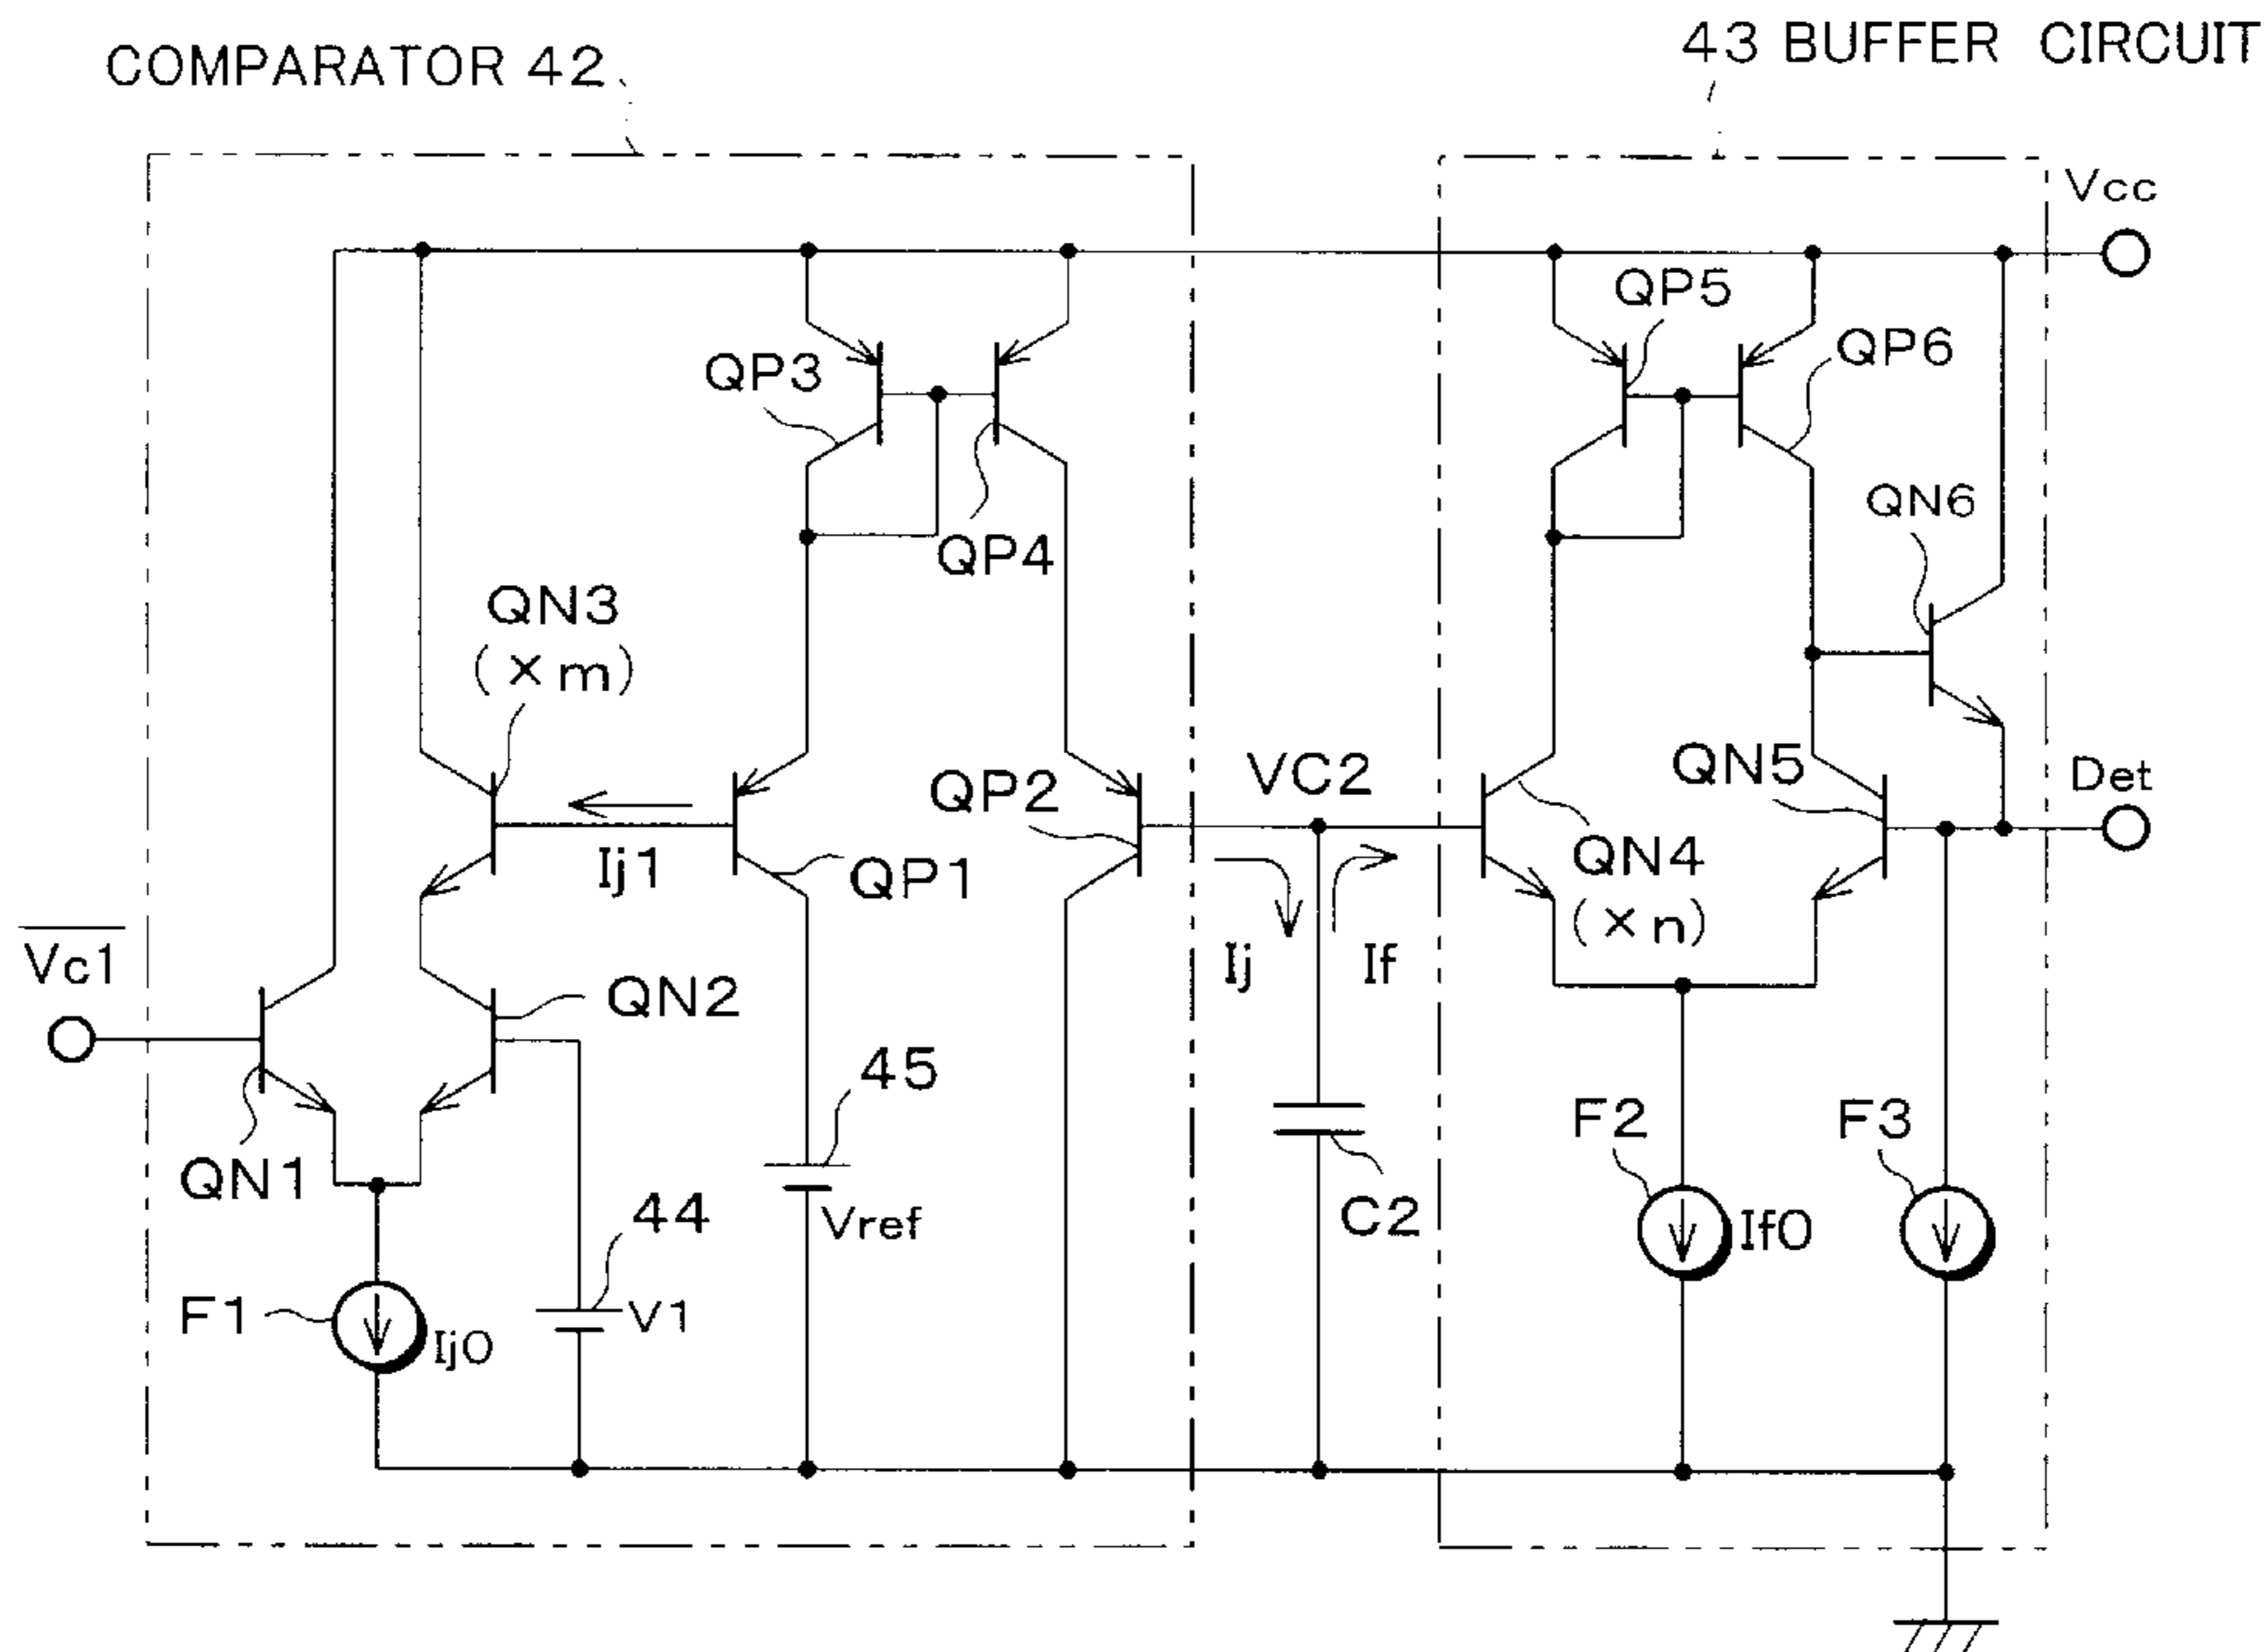 43 BUFFER CIRCUIT
COMPARATOR 42
Vcc
QP5
QP3
QP6
QN6
QP4
QN3
(×m)
VC2
QN5
Det
QP2
Ij1
QP1
QN4
(×n)
Vc1
Ij
If
QN2
45
F2
F3
QN1
44
Vref
C2
If0
F1
V1
Ij0